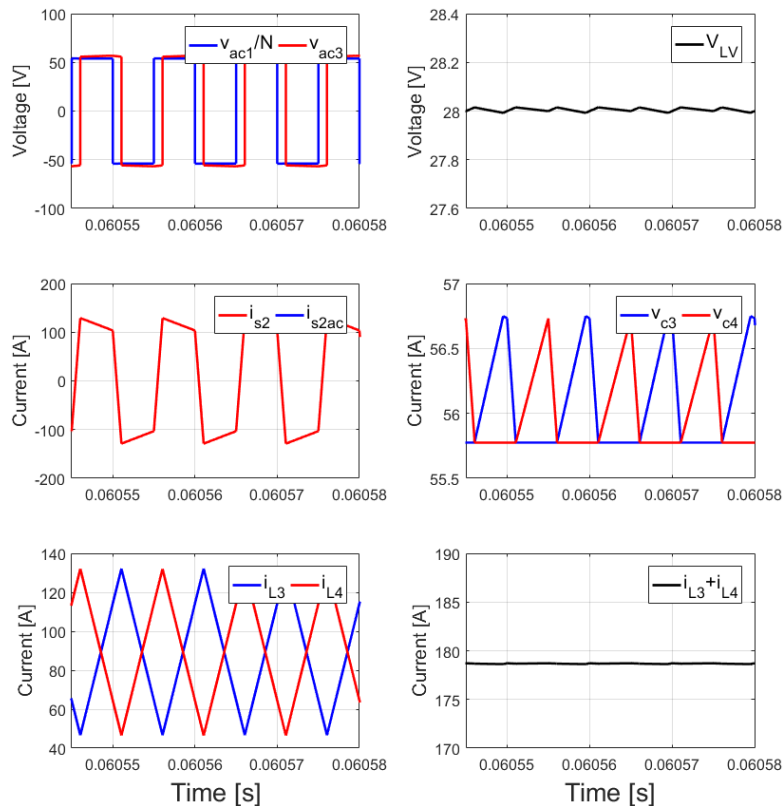 100
50
0
-50
-100
Voltage [V]
v_ac1/N v_ac3
0.06055 0.06056 0.06057 0.06058
28.4
28.2
28
27.8
27.6
Voltage [V]
V_LV
0.06055 0.06056 0.06057 0.06058
200
100
0
-100
-200
Current [A]
i_s2 i_s2ac
0.06055 0.06056 0.06057 0.06058
57
56.5
56
55.5
Current [A]
v_c3 v_c4
0.06055 0.06056 0.06057 0.06058
140
120
100
80
60
40
Current [A]
i_L3 i_L4
0.06055 0.06056 0.06057 0.06058
Time [s]
190
185
180
175
170
Current [A]
i_L3+i_L4
0.06055 0.06056 0.06057 0.06058
Time [s]